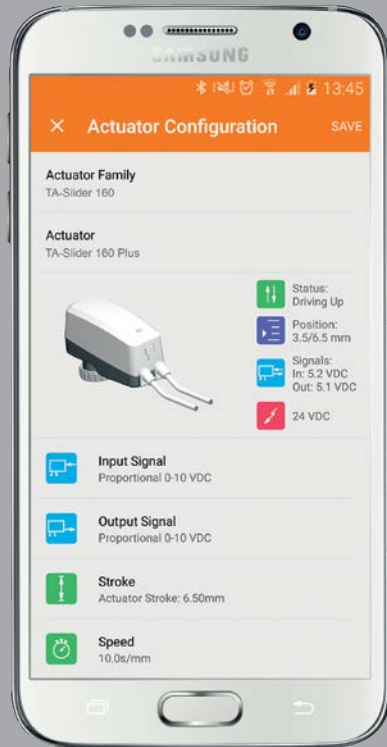 SAMSUNG
13:45
Actuator Configuration
SAVE
Actuator Family
TA-Slider 160
Actuator
TA-Slider 160 Plus
Status:
Driving Up
Position:
3.5/6.5 mm
Signals:
In: 5.2 VDC
Out: 5.1 VDC
24 VDC
Input Signal
Proportional 0-10 VDC
Output Signal
Proportional 0-10 VDC
Stroke
Actuator Stroke: 6.50mm
Speed
10.0s/mm